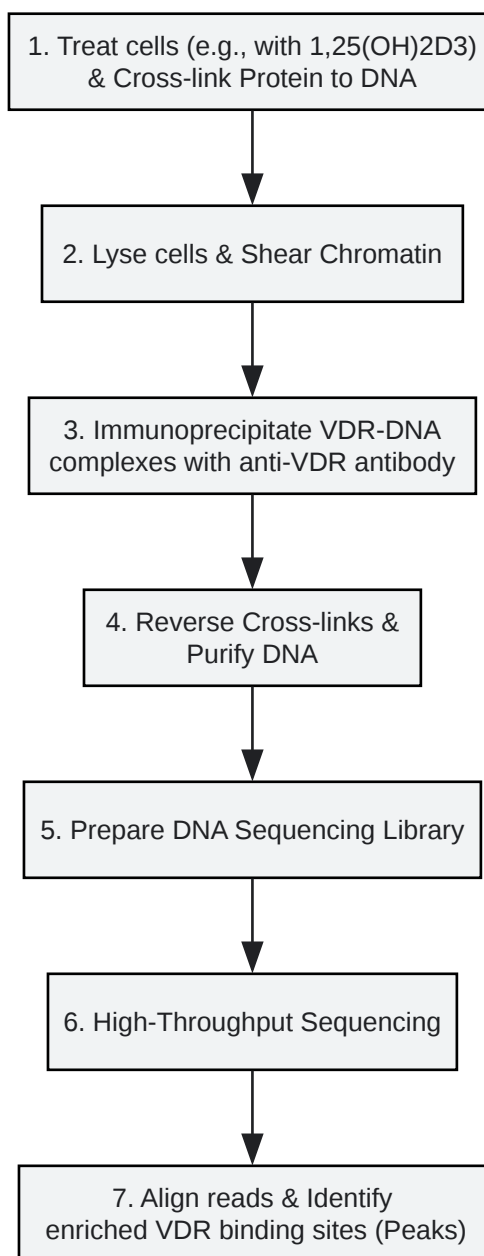 1. Treat cells (e.g., with 1,25(OH)2D3)
& Cross-link Protein to DNA
2. Lyse cells & Shear Chromatin
3. Immunoprecipitate VDR-DNA
complexes with anti-VDR antibody
4. Reverse Cross-links &
Purify DNA
5. Prepare DNA Sequencing Library
6. High-Throughput Sequencing
7. Align reads & Identify
enriched VDR binding sites (Peaks)